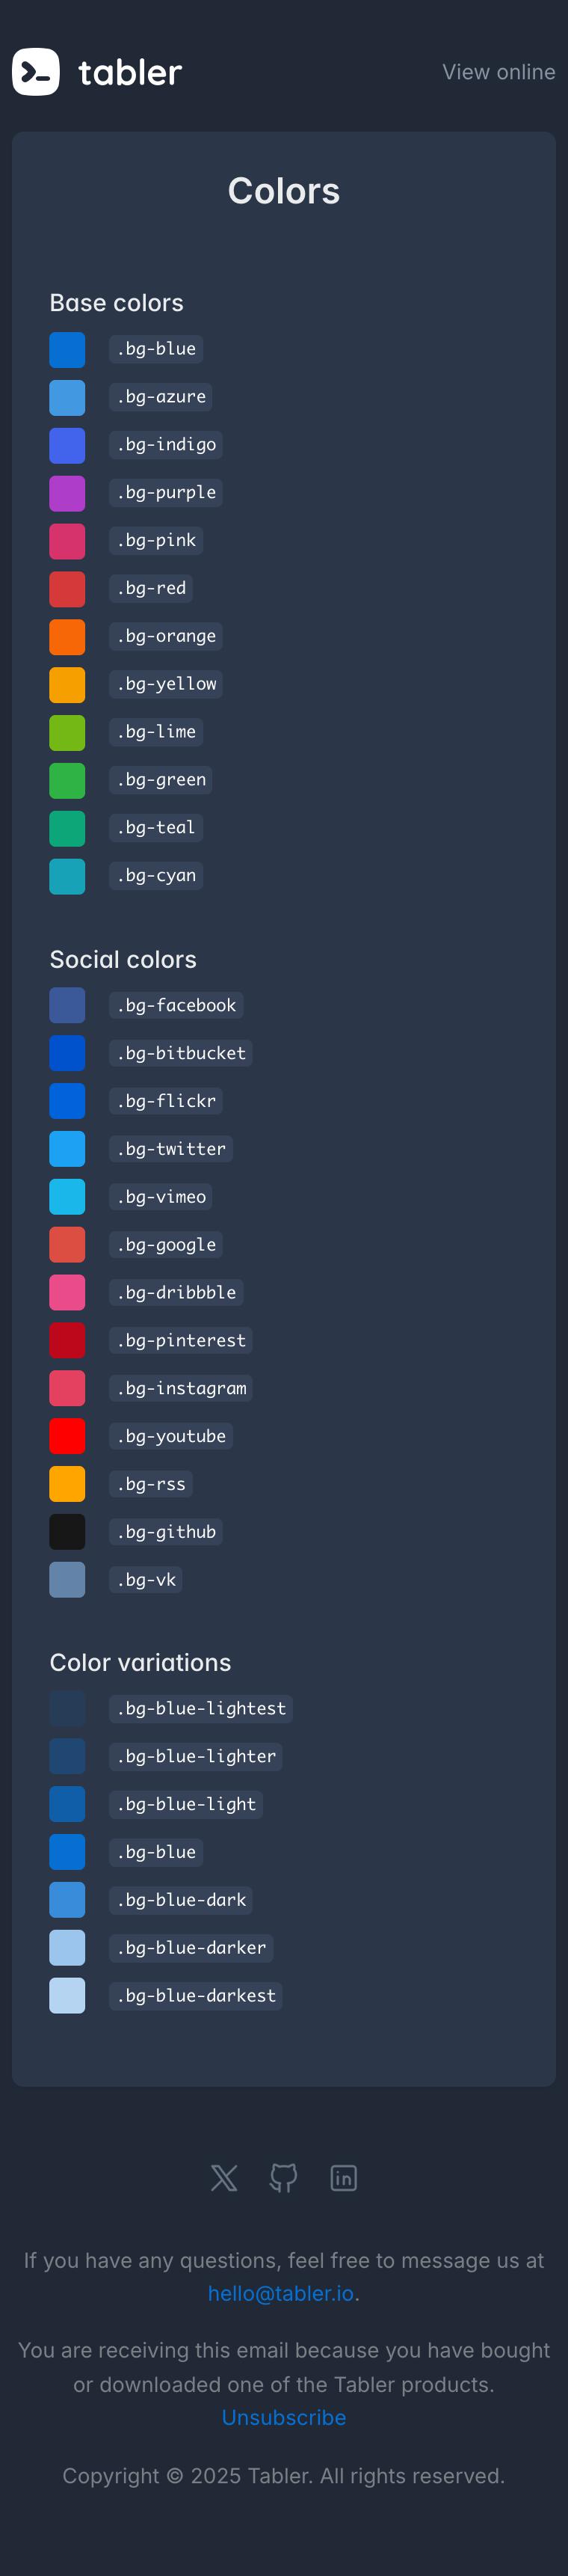 tabler
View online
Colors
Base colors
.bg-blue
.bg-azure
.bg-indigo
.bg-purple
.bg-pink
.bg-red
.bg-orange
.bg-yellow
.bg-lime
.bg-green
.bg-teal
.bg-cyan
Social colors
.bg-facebook
.bg-bitbucket
.bg-flickr
.bg-twitter
.bg-vimeo
.bg-google
.bg-dribbble
.bg-pinterest
.bg-instagram
.bg-youtube
.bg-rss
.bg-github
.bg-vk
Color variations
.bg-blue-lightest
.bg-blue-lighter
.bg-blue-light
.bg-blue
.bg-blue-dark
.bg-blue-darker
.bg-blue-darkest
If you have any questions, feel free to message us at
hello@tabler.io.
You are receiving this email because you have bought
or downloaded one of the Tabler products.
Unsubscribe
Copyright © 2025 Tabler. All rights reserved.